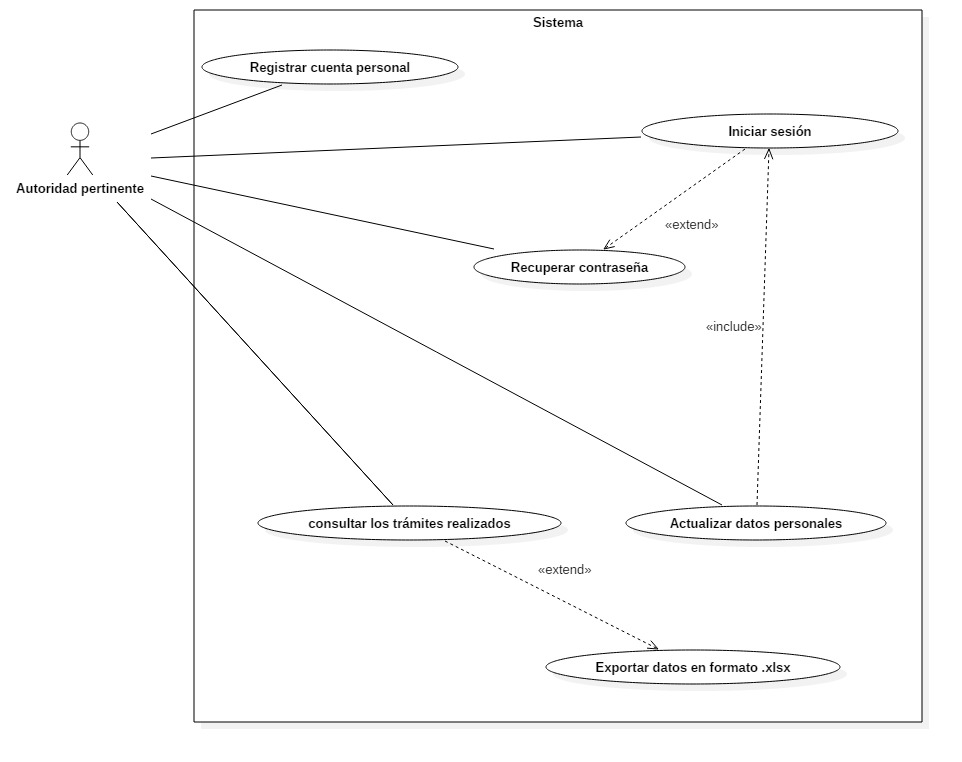 Sistema
Registrar cuenta personal
Iniciar sesión
Autoridad pertinente
«extend»
Recuperar contraseña
«include»
consultar los trámites realizados
Actualizar datos personales
«extend»
Exportar datos en formato .xlsx